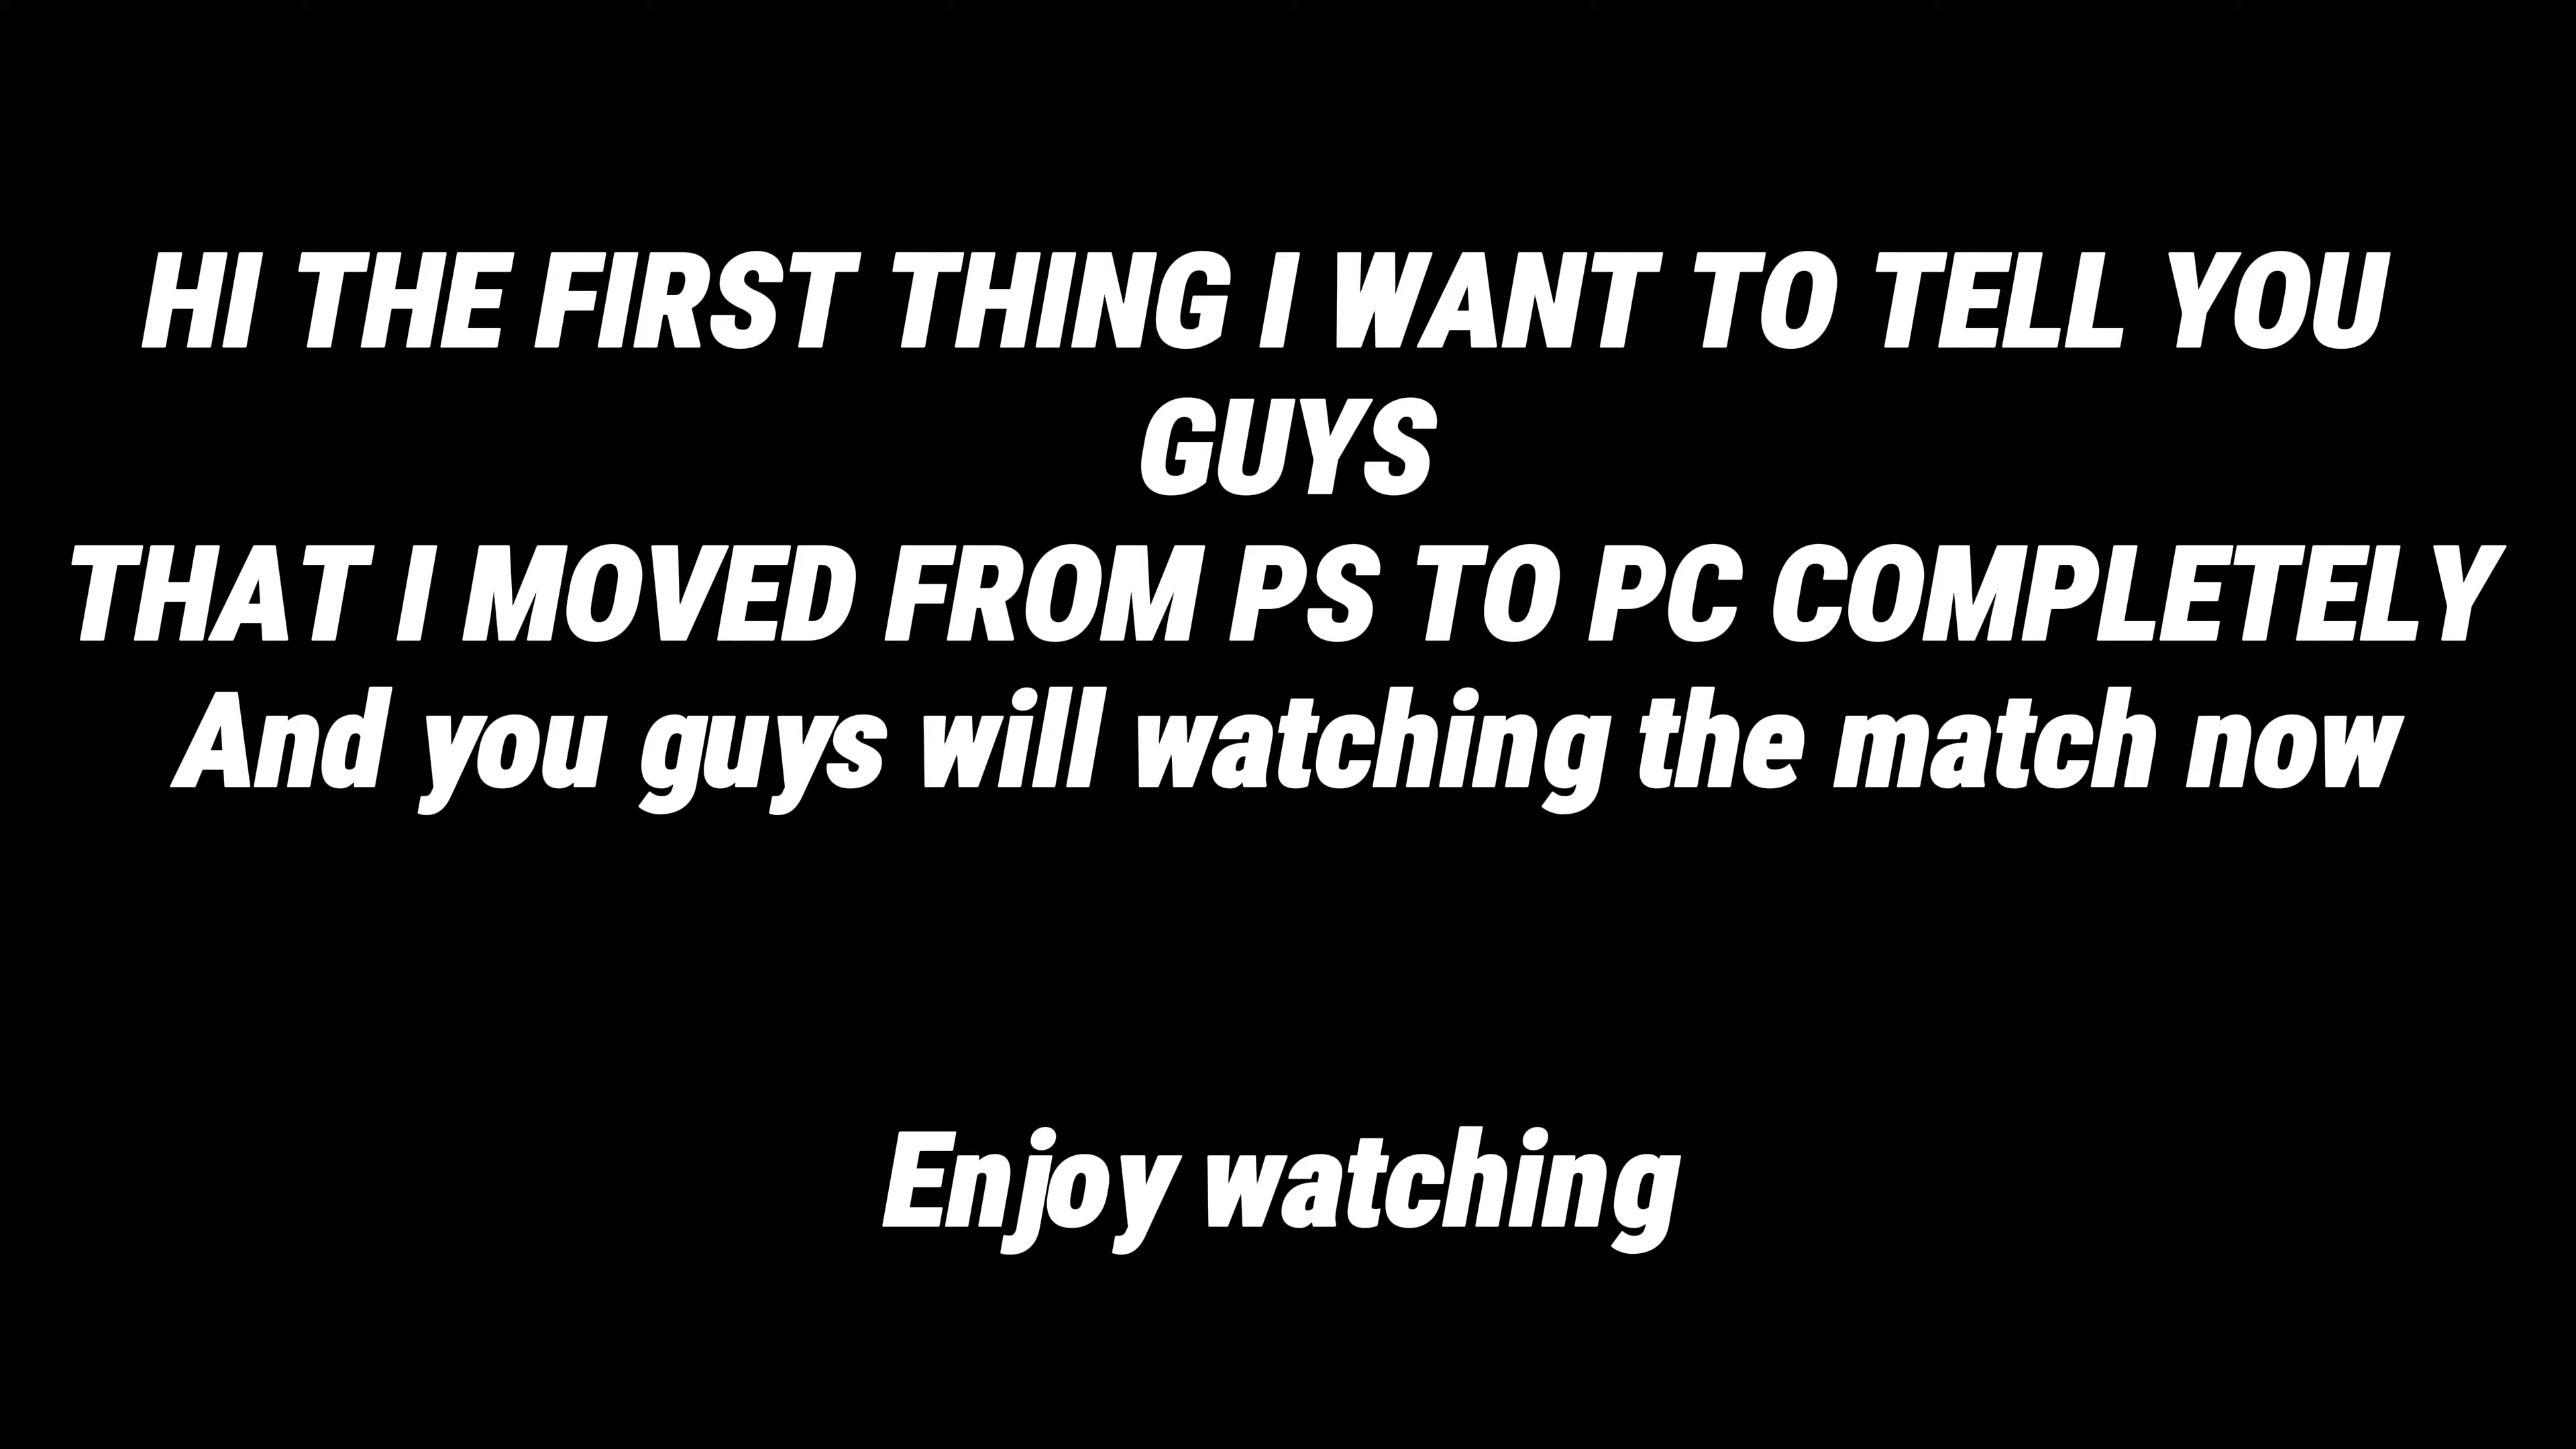 HI THE FIRST THING I WANT TO TELL YOU
GUYS
THAT I MOVED FROM PS TO PC COMPLETELY
And you guys will watching the match now
Enjoy watching